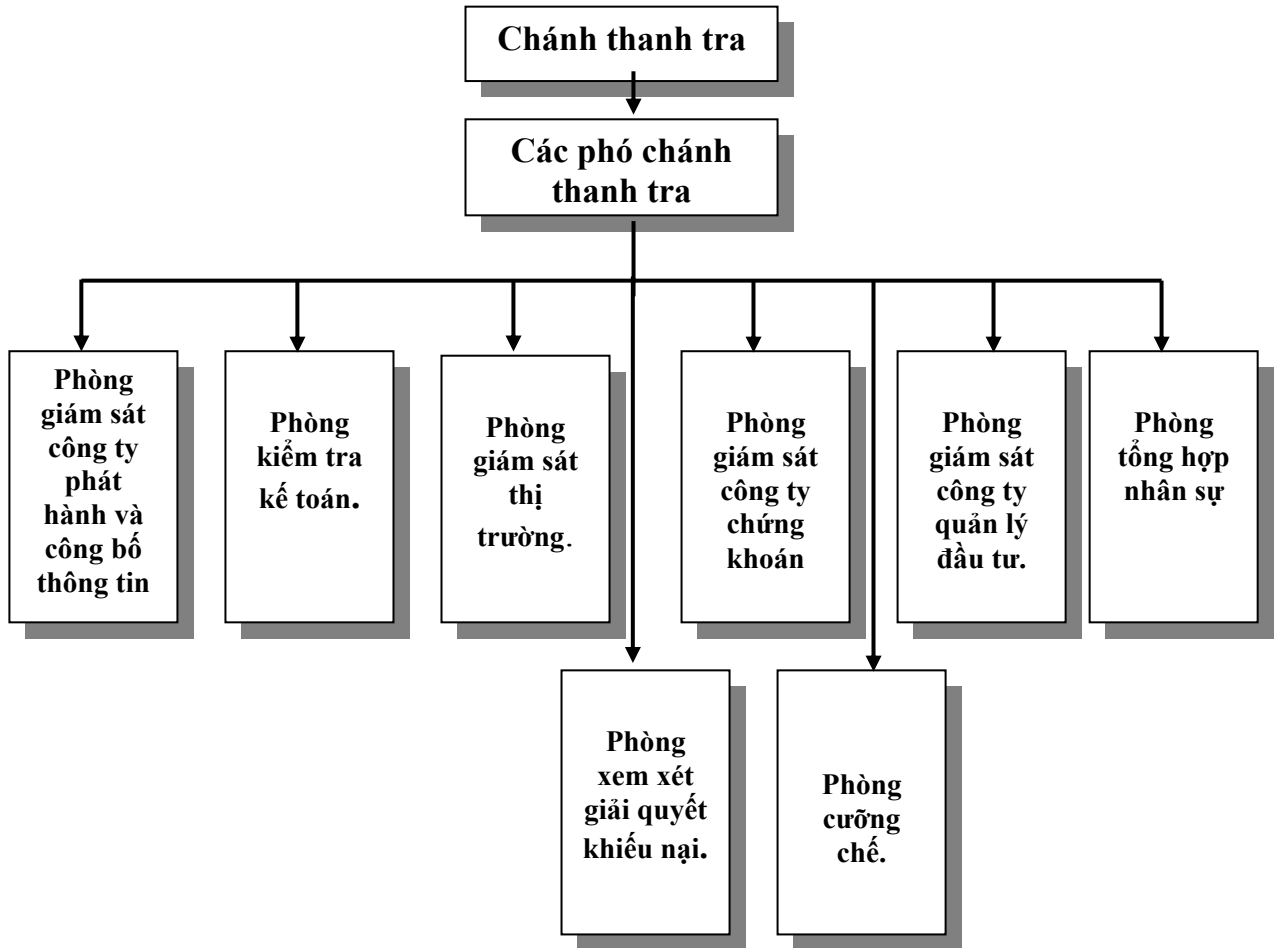 Chánh thanh tra
Các phó chánh
thanh tra
Phòng
giám sát
công ty
phát
hành và
công bố
thông tin
Phòng
kiểm tra
kế toán.
Phòng
giám sát
thị
trường.
Phòng
giám sát
công ty
chứng
khoán
Phòng
giám sát
công ty
quản lý
đầu tư.
Phòng
tổng hợp
nhân sự
Phòng
xem xét
giải quyết
khiếu nại.
Phòng
cưỡng
chế.